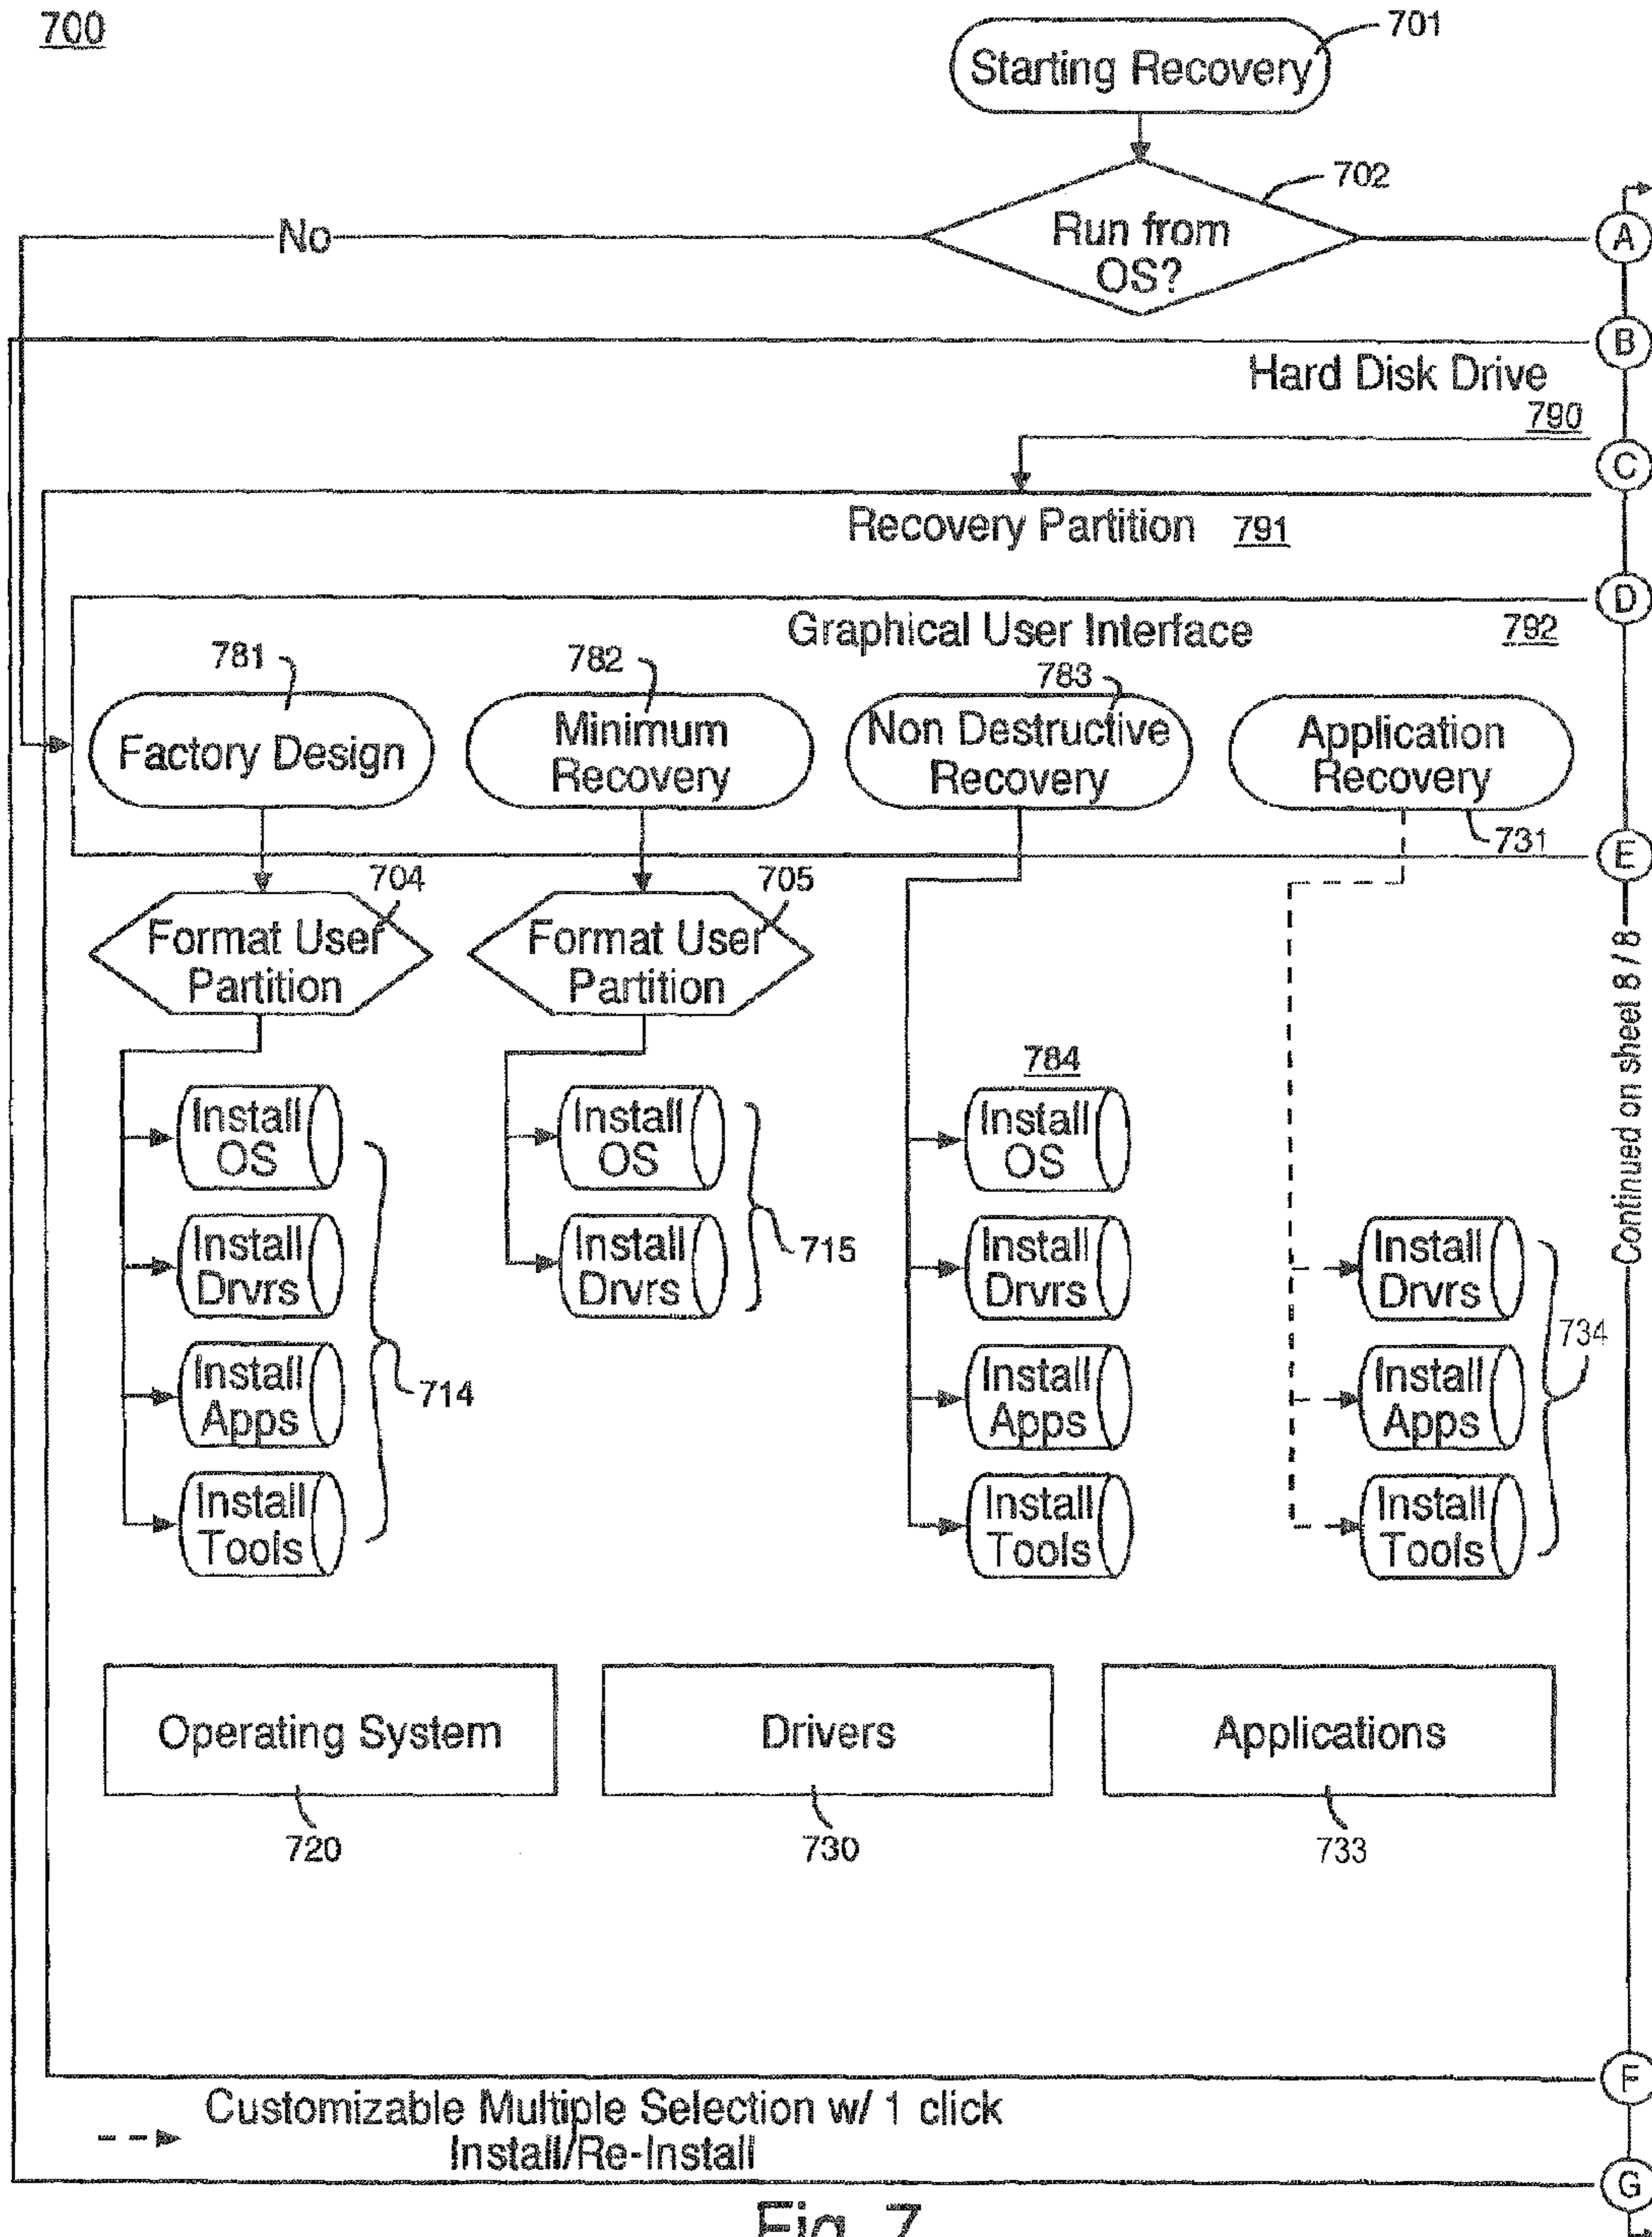 700
701
Starting Recovery
702
Run from
OS?
No
A
B
Hard Disk Drive
790
C
Recovery Partition 791
D
Graphical User Interface 792
781
782
783
Factory Design
Minimum
Recovery
Non Destructive
Recovery
Application
Recovery
731
E
704
705
Format User
Partition
Format User
Partition
Continued on sheet 8 / 8
784
Install
OS
Install
Drvrs
Install
Apps
Install
Tools
714
Install
OS
Install
Drvrs
715
Install
OS
Install
Drvrs
Install
Apps
Install
Tools
Install
Drvrs
Install
Apps
Install
Tools
734
Operating System
Drivers
Applications
720
730
733
F
Customizable Multiple Selection w/ 1 click
Install/Re-Install
G
Fig. 7